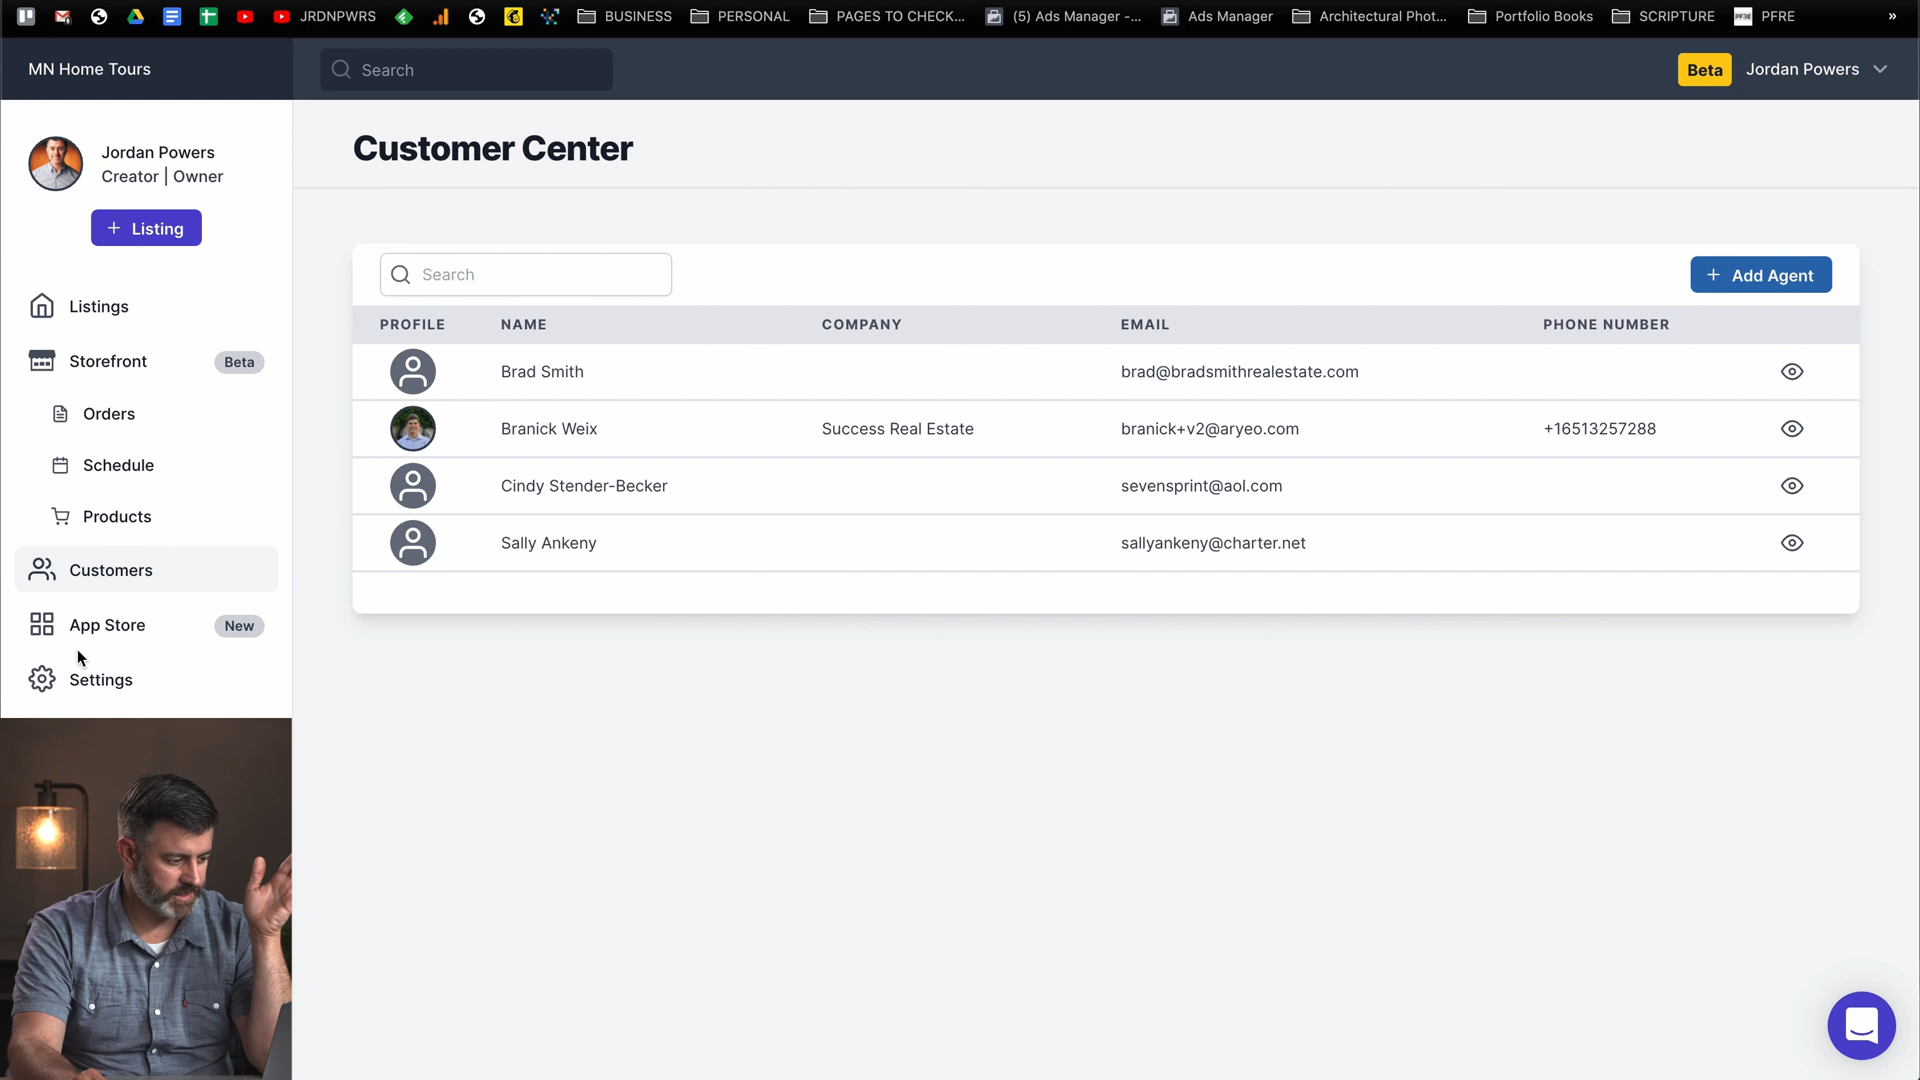 JRDNPWRS BUSINESS PERSONAL PAGES TO CHECK... (5) Ads Manager -... Ads Manager Architectural Phot... Portfolio Books SCRIPTURE PFRE PFRE »
MN Home Tours
Search
Beta
Jordan Powers
Jordan Powers
Creator | Owner
+ Listing
Listings
Storefront Beta
Orders
Schedule
Products
Customers
App Store New
Settings
Customer Center
Search
+ Add Agent
PROFILE NAME COMPANY EMAIL PHONE NUMBER
Brad Smith brad@bradsmithrealestate.com
Branick Weix Success Real Estate branick+v2@aryeo.com +16513257288
Cindy Stender-Becker sevensprint@aol.com
Sally Ankeny sallyankeny@charter.net